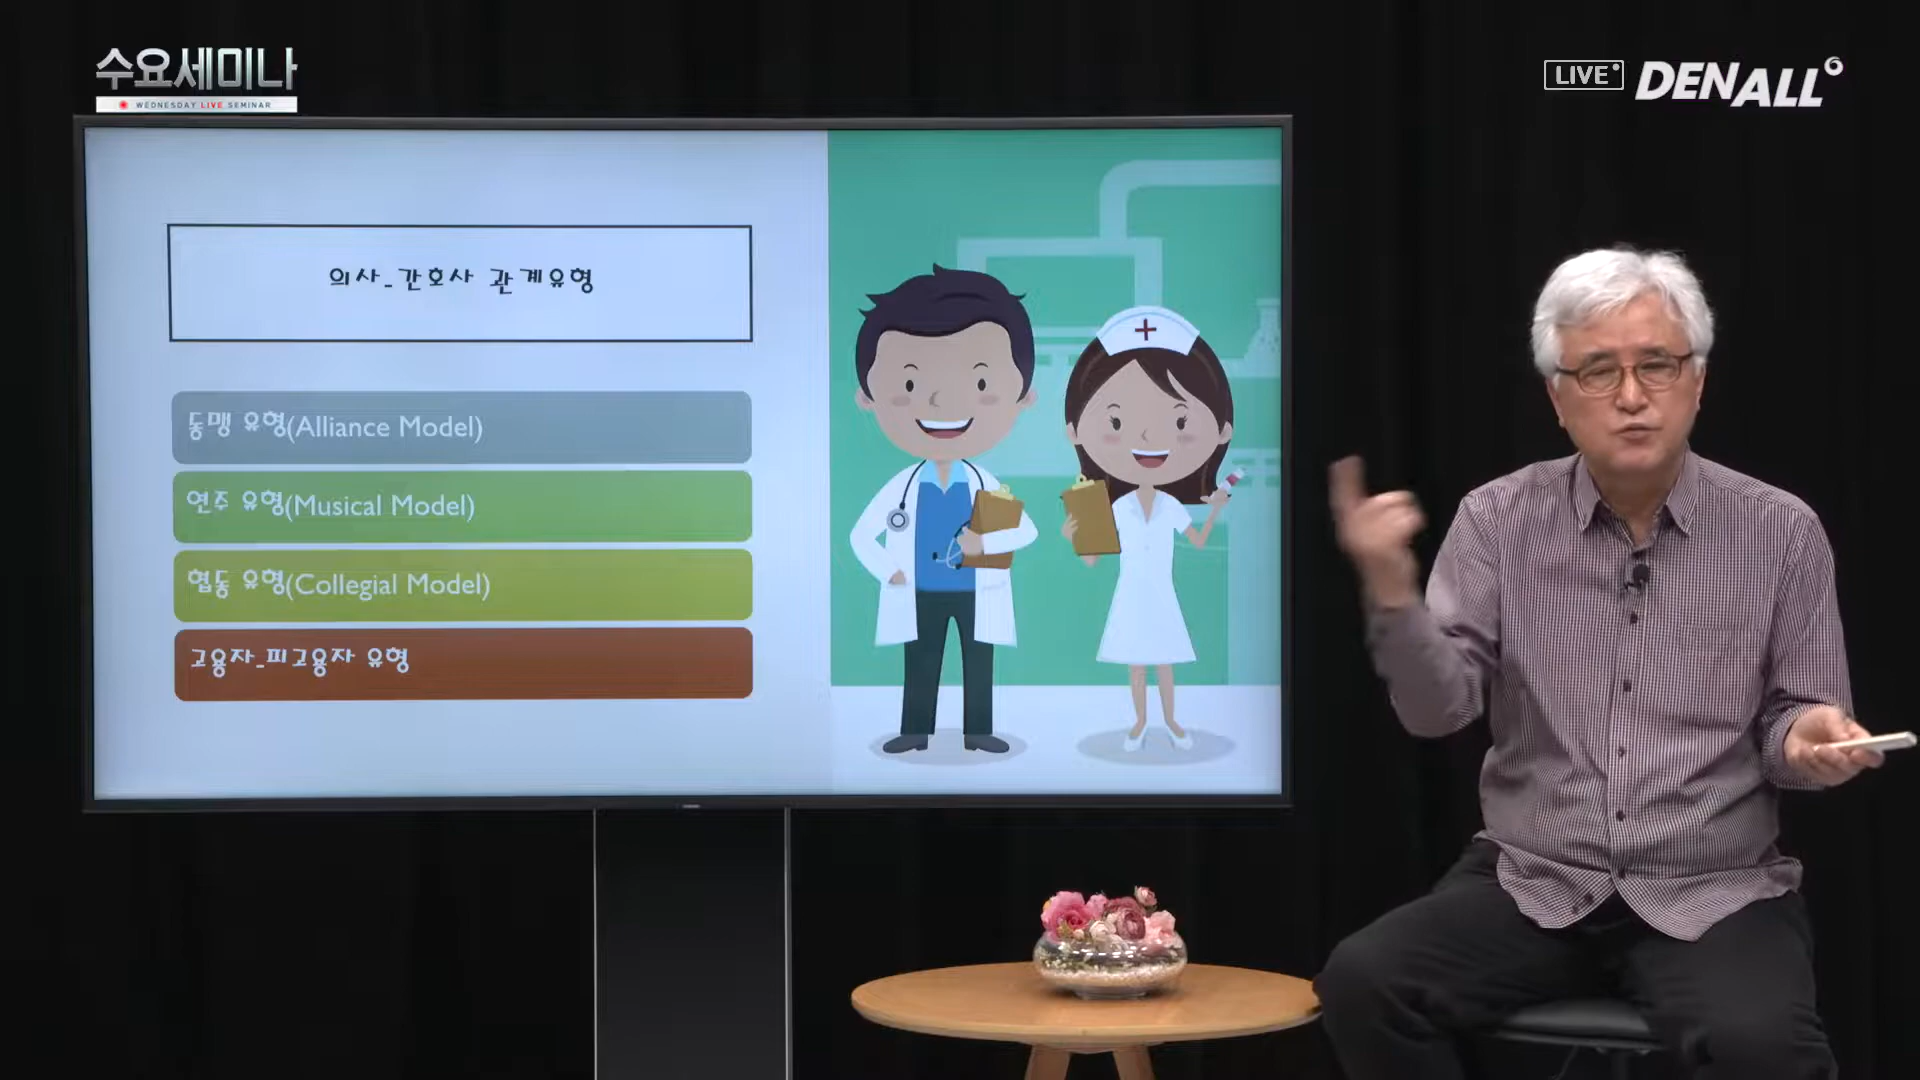 수요세미나
WEDNESDAY LIVE SEMINAR
LIVE
DENALL
의사-간호사 관계유형
동맹 유형(Alliance Model)
연주 유형(Musical Model)
협동 유형(Collegial Model)
고용자-피고용자 유형